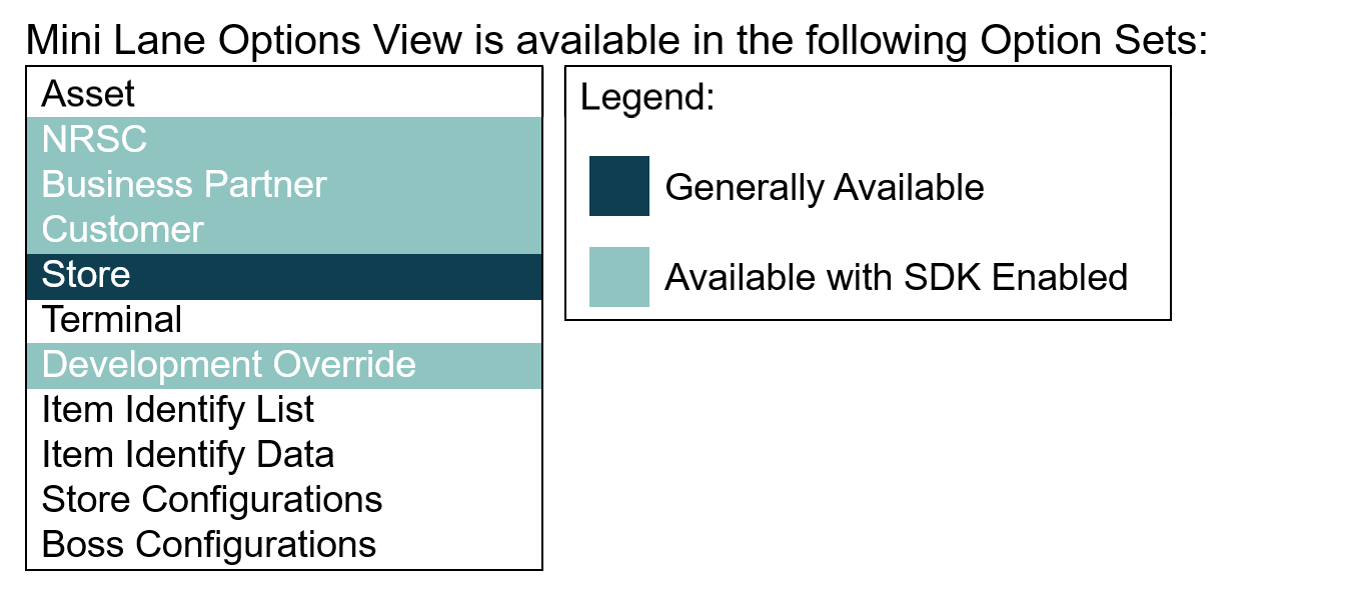 Mini Lane Options View is available in the following Option Sets:
Asset
NRSC
Business Partner
Customer
Store
Terminal
Development Override
Item Identify List
Item Identify Data
Store Configurations
Boss Configurations
Legend:
Generally Available
Available with SDK Enabled